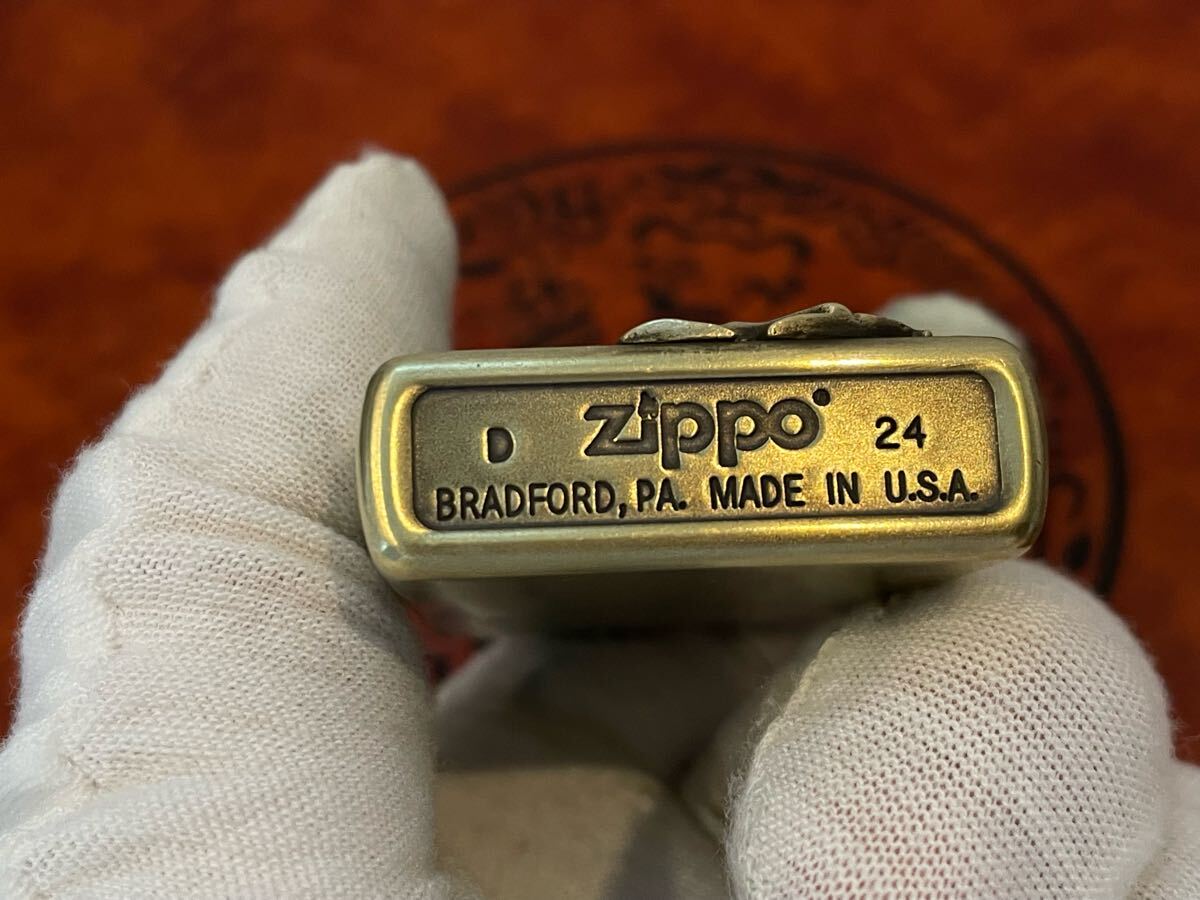 D zippo® 24
BRADFORD, PA. MADE IN U.S.A.